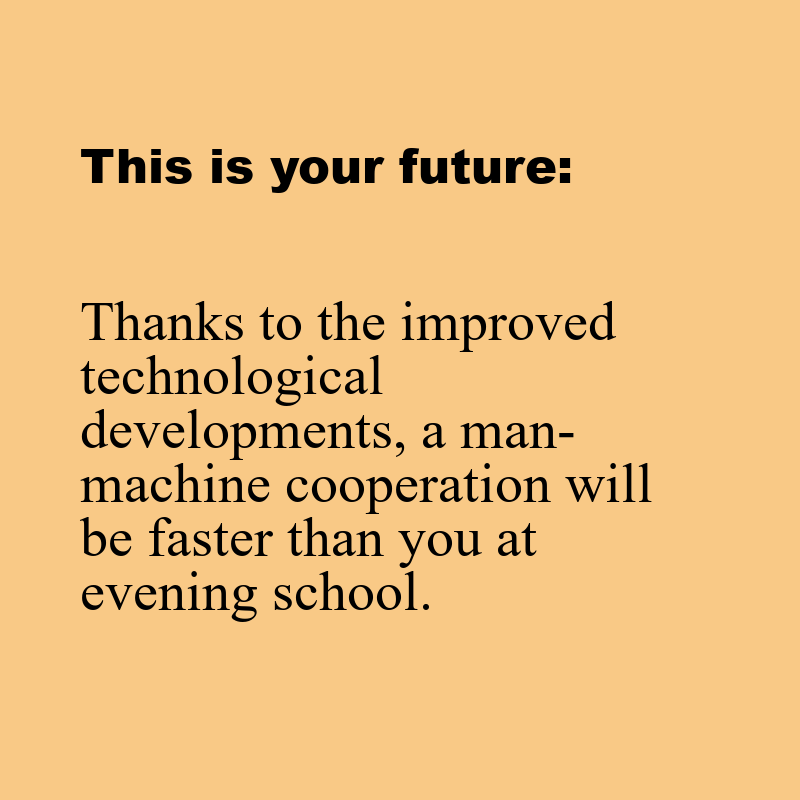 This is your future:
Thanks to the improved
technological
developments, a man-
machine cooperation will
be faster than you at
evening school.